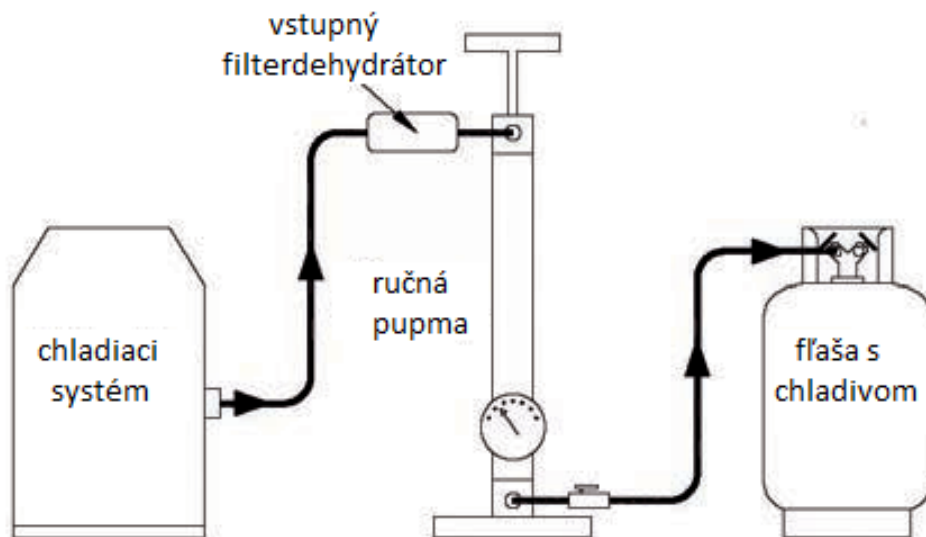 vstupný
filterdehydrátor
ručná
pupma
chladiaci
systém
fľaša s
chladivom